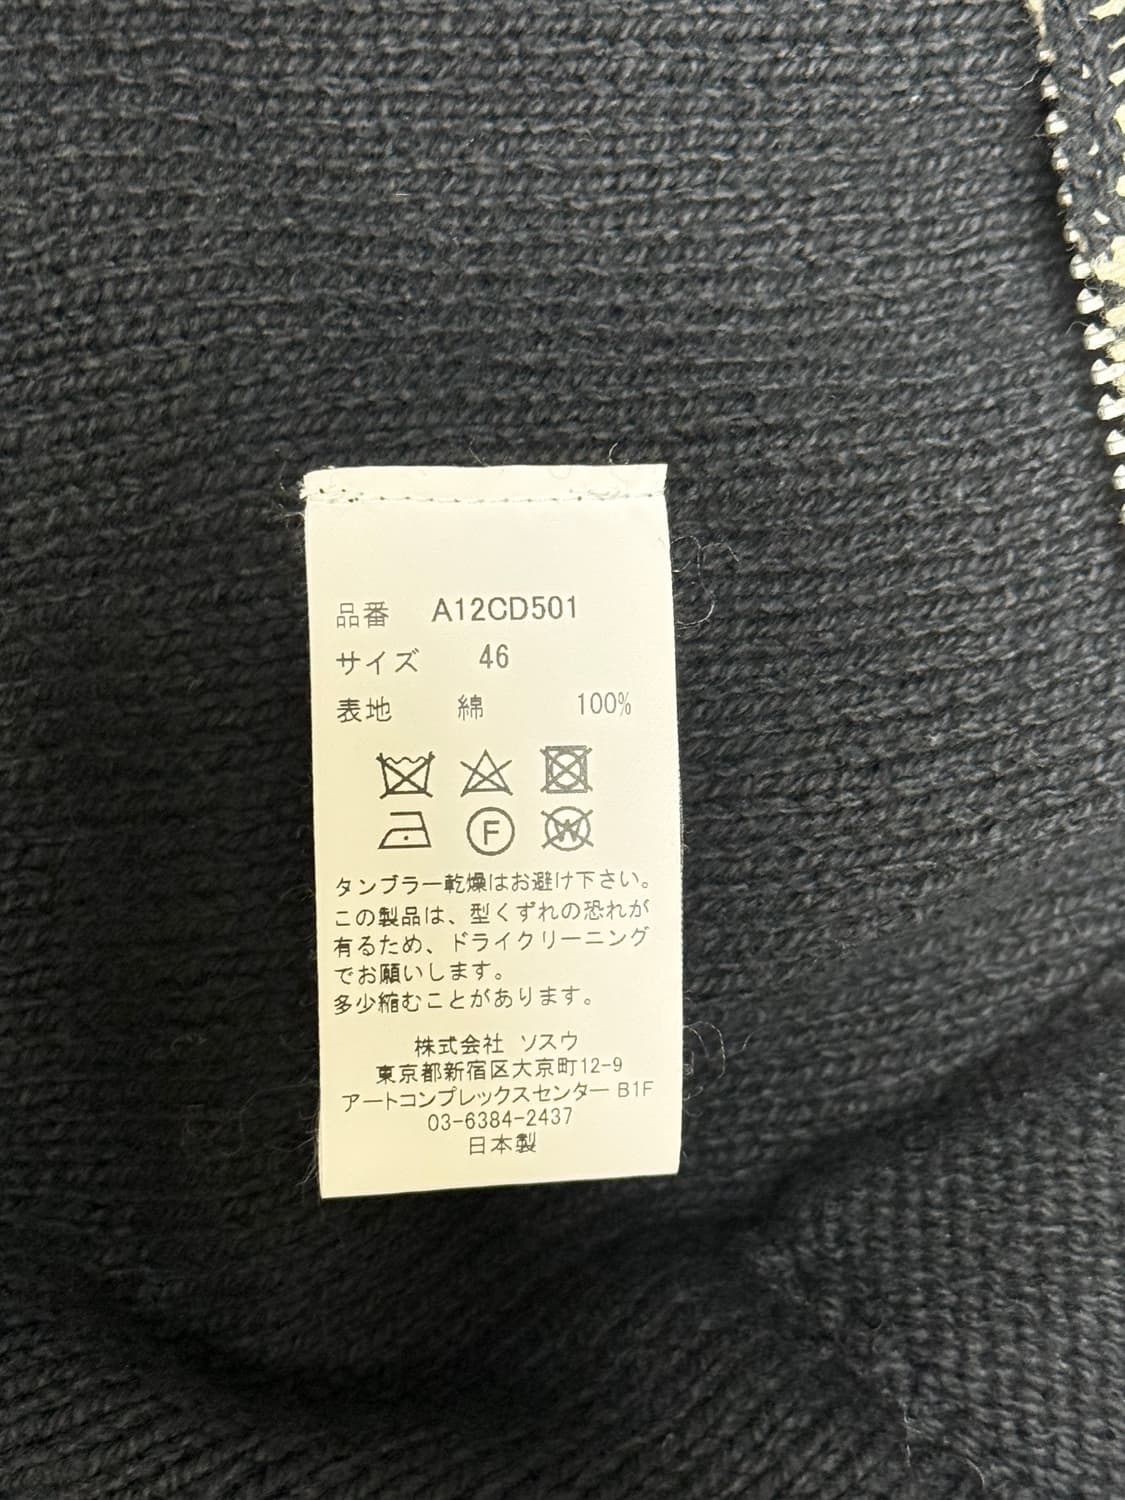 品番 A12CD501
サイズ 46
表地 綿 100%
F
W
タンブラー乾燥はお避け下さい。
この製品は、型くずれの恐れが
有るため、ドライクリーニング
でお願いします。
多少縮むことがあります。
株式会社 ソスウ
東京都新宿区大京町12-9
アートコンプレックスセンター B1F
03-6384-2437
日本製